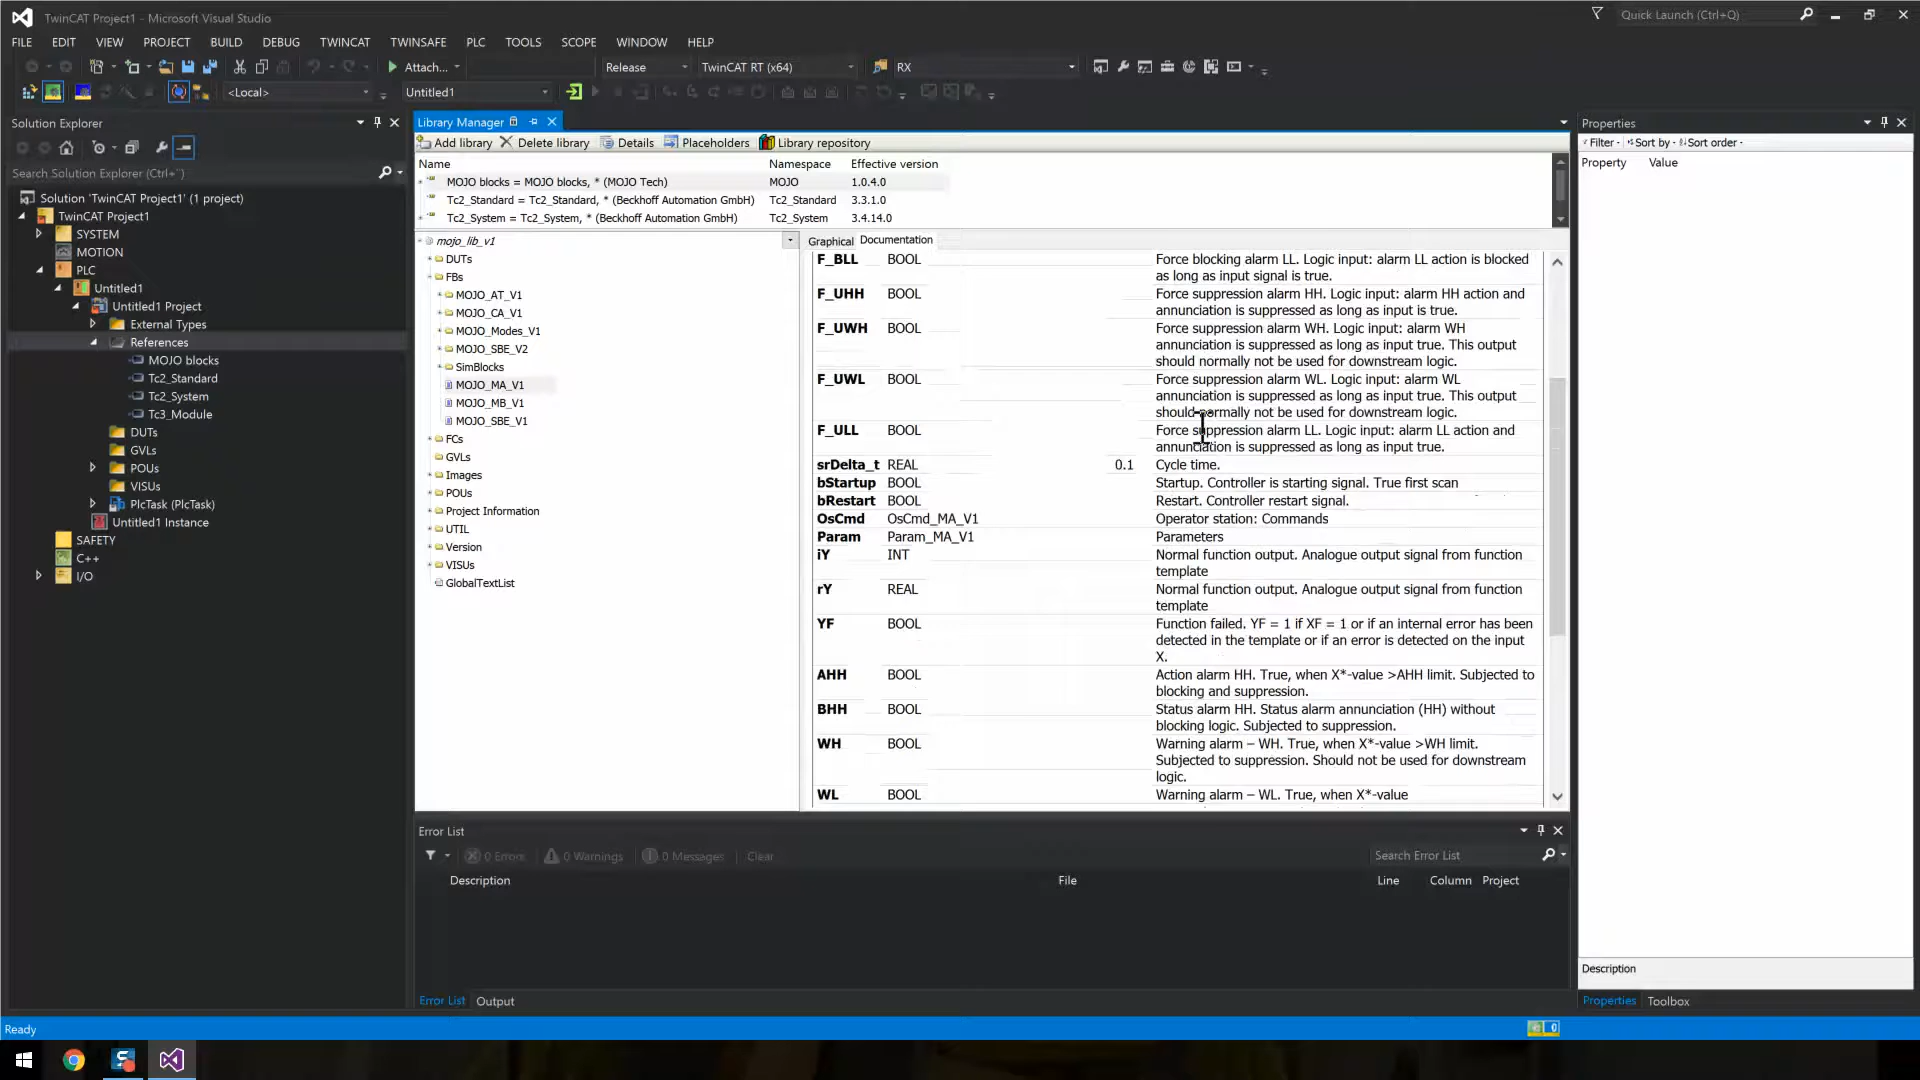 TwinCAT Project1 - Microsoft Visual Studio
Quick Launch (Ctrl+Q)
FILE EDIT VIEW PROJECT BUILD DEBUG TWINCAT TWINSAFE PLC TOOLS SCOPE WINDOW HELP
Attach... Release TwinCAT RT (x64) RX
<Local> Untitled1
Solution Explorer
Search Solution Explorer (Ctrl+¨)
Solution 'TwinCAT Project1' (1 project)
TwinCAT Project1
SYSTEM
MOTION
PLC
Untitled1
Untitled1 Project
External Types
References
MOJO blocks
Tc2_Standard
Tc2_System
Tc3_Module
DUTs
GVLs
POUs
VISUs
PlcTask (PlcTask)
Untitled1 Instance
SAFETY
C++
I/O
Library Manager
Add library Delete library Details Placeholders Library repository
Name Namespace Effective version
MOJO blocks = MOJO blocks, * (MOJO Tech) MOJO 1.0.4.0
Tc2_Standard = Tc2_Standard, * (Beckhoff Automation GmbH) Tc2_Standard 3.3.1.0
Tc2_System = Tc2_System, * (Beckhoff Automation GmbH) Tc2_System 3.4.14.0
mojo_lib_v1
DUTs
FBs
MOJO_AT_V1
MOJO_CA_V1
MOJO_Modes_V1
MOJO_SBE_V2
SimBlocks
MOJO_MA_V1
MOJO_MB_V1
MOJO_SBE_V1
FCs
GVLs
Images
POUs
Project Information
UTIL
Version
VISUs
GlobalTextList
Graphical Documentation
F_BLL BOOL Force blocking alarm LL. Logic input: alarm LL action is blocked
as long as input signal is true.
F_UHH BOOL Force suppression alarm HH. Logic input: alarm HH action and
annunciation is suppressed as long as input is true.
F_UWH BOOL Force suppression alarm WH. Logic input: alarm WH
annunciation is suppressed as long as input true. This output
should normally not be used for downstream logic.
F_UWL BOOL Force suppression alarm WL. Logic input: alarm WL
annunciation is suppressed as long as input true. This output
should normally not be used for downstream logic.
F_ULL BOOL Force suppression alarm LL. Logic input: alarm LL action and
annunciation is suppressed as long as input true.
srDelta_t REAL 0.1 Cycle time.
bStartup BOOL Startup. Controller is starting signal. True first scan
bRestart BOOL Restart. Controller restart signal.
OsCmd OsCmd_MA_V1 Operator station: Commands
Param Param_MA_V1 Parameters
iY INT Normal function output. Analogue output signal from function
template
rY REAL Normal function output. Analogue output signal from function
template
YF BOOL Function failed. YF = 1 if XF = 1 or if an internal error has been
detected in the template or if an error is detected on the input
X.
AHH BOOL Action alarm HH. True, when X*-value >AHH limit. Subjected to
blocking and suppression.
BHH BOOL Status alarm HH. Status alarm annunciation (HH) without
blocking logic. Subjected to suppression.
WH BOOL Warning alarm – WH. True, when X*-value >WH limit.
Subjected to suppression. Should not be used for downstream
logic.
WL BOOL Warning alarm – WL. True, when X*-value
Error List
0 Errors 0 Warnings 0 Messages Clear
Search Error List
Description File Line Column Project
Error List Output
Properties
Filter Sort by Sort order
Property Value
Description
Properties Toolbox
Ready
0